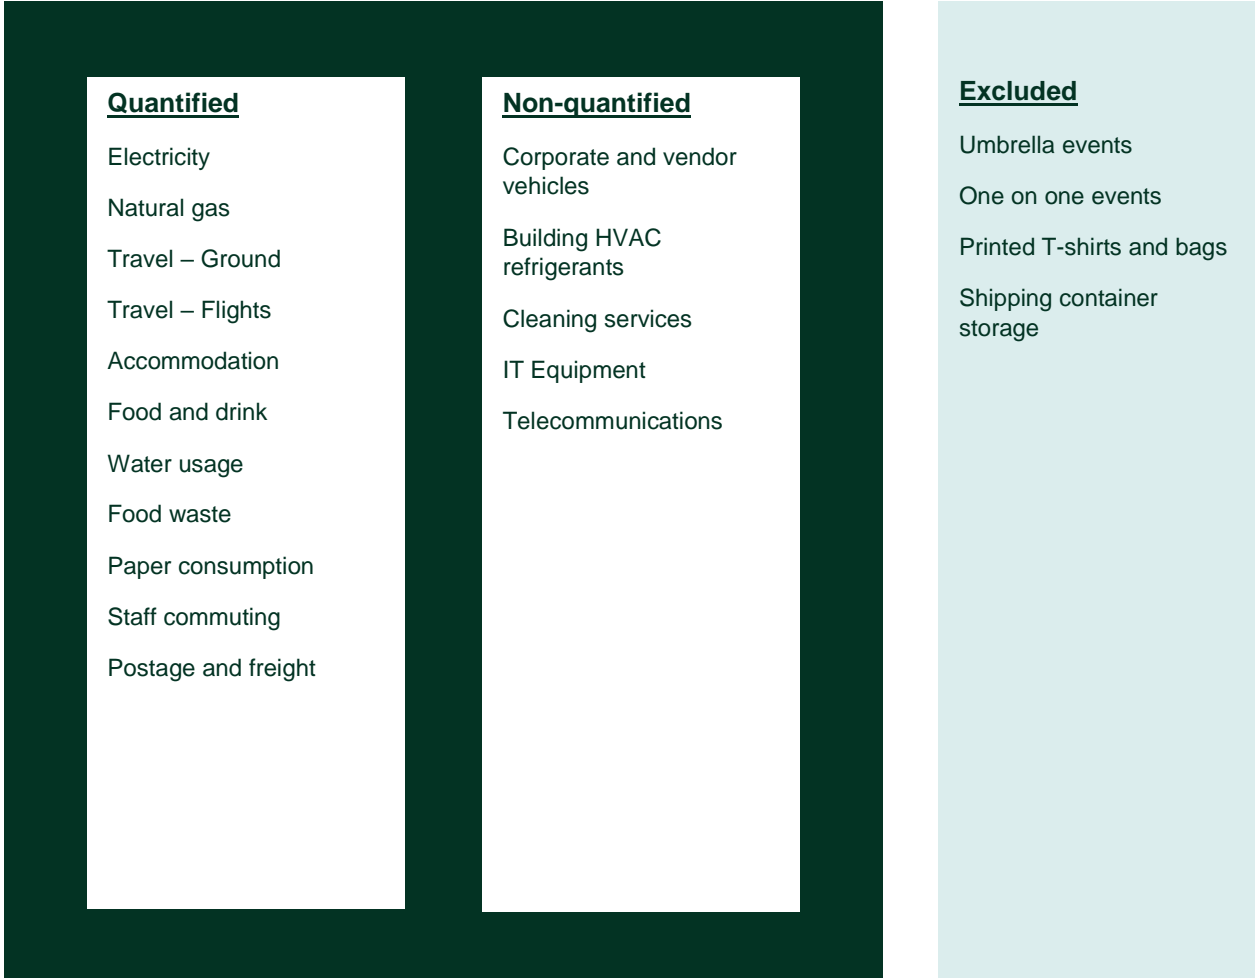 Quantified
Electricity
Natural gas
Travel – Ground
Travel – Flights
Accommodation
Food and drink
Water usage
Food waste
Paper consumption
Staff commuting
Postage and freight
Non-quantified
Corporate and vendor
vehicles
Building HVAC
refrigerants
Cleaning services
IT Equipment
Telecommunications
Excluded
Umbrella events
One on one events
Printed T-shirts and bags
Shipping container
storage